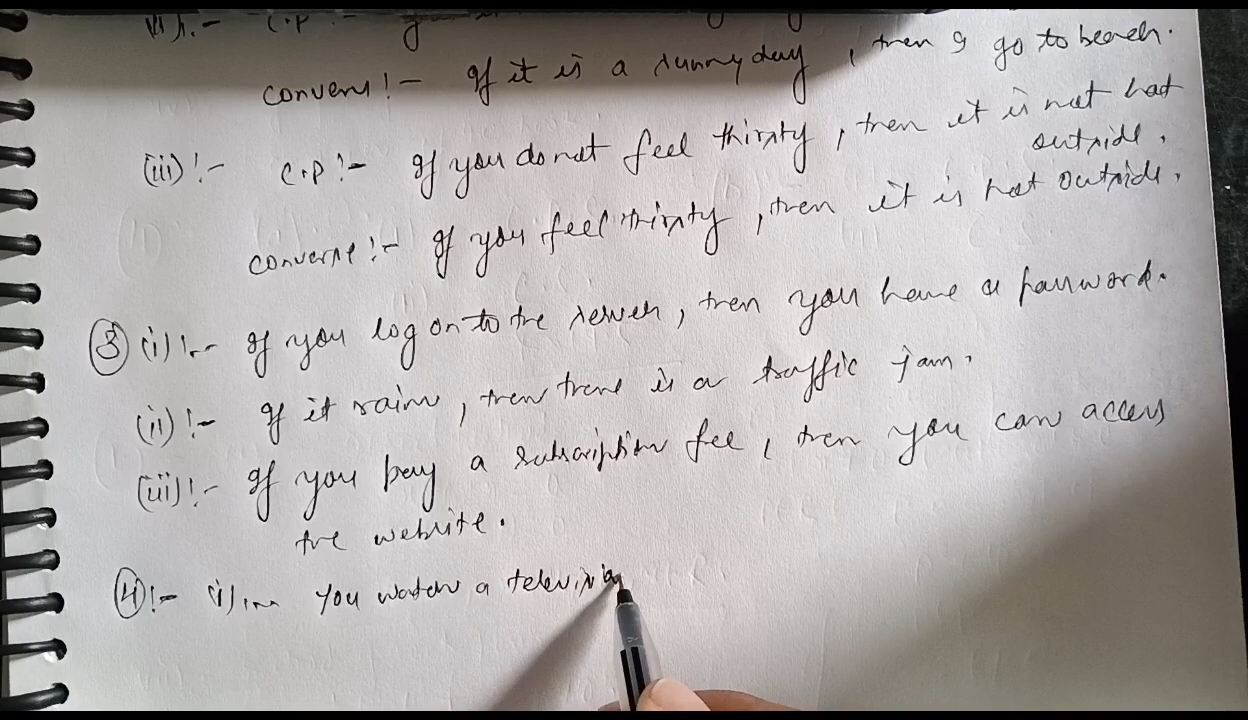 C.P :-
Convers :- If it is a sunny day, then I go to beach.
(iii) :- C.P :- If you do not feel thirsty, then it is not hot
outside.
Converse :- If you feel thirsty, then it is hot outside.
(3) (i) :- If you log on to the server, then you have a password.
(ii) :- If it rains, then there is a traffic jam.
(iii) :- If you pay a subscription fee, then you can access
the website.
(4) :- (i) :- You watch a televisio